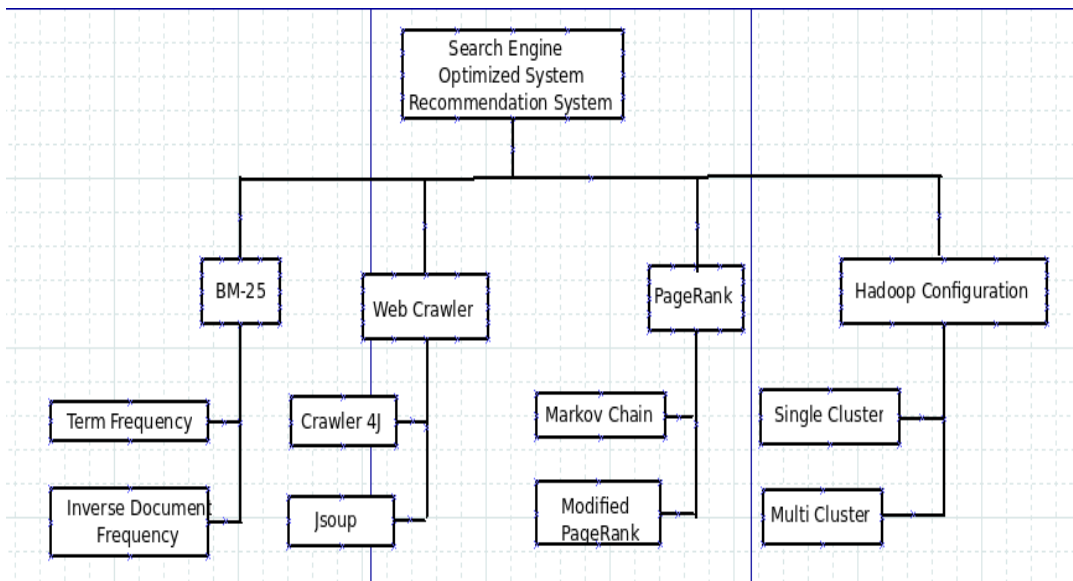 Search Engine
Optimized System
Recommendation System
BM-25
Web Crawler
PageRank
Hadoop Configuration
Term Frequency
Crawler 4J
Markov Chain
Single Cluster
Inverse Document
Frequency
Jsoup
Modified
PageRank
Multi Cluster